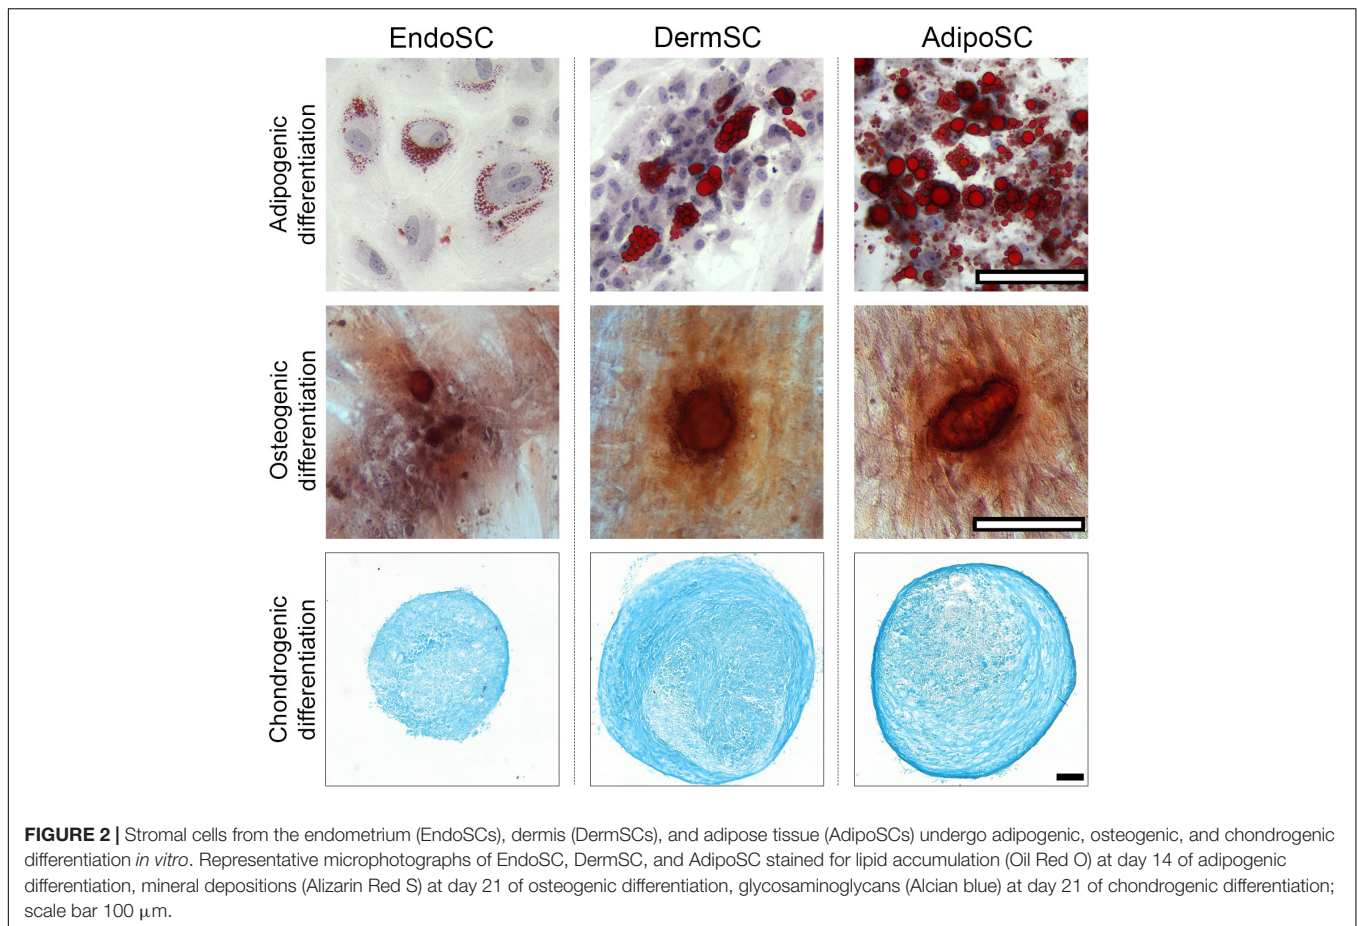 EndoSC DermSC AdipoSC
Adipogenic
differentiation
Osteogenic
differentiation
Chondrogenic
differentiation
FIGURE 2 | Stromal cells from the endometrium (EndoSCs), dermis (DermSCs), and adipose tissue (AdipoSCs) undergo adipogenic, osteogenic, and chondrogenic
differentiation in vitro. Representative microphotographs of EndoSC, DermSC, and AdipoSC stained for lipid accumulation (Oil Red O) at day 14 of adipogenic
differentiation, mineral depositions (Alizarin Red S) at day 21 of osteogenic differentiation, glycosaminoglycans (Alcian blue) at day 21 of chondrogenic differentiation;
scale bar 100 μm.